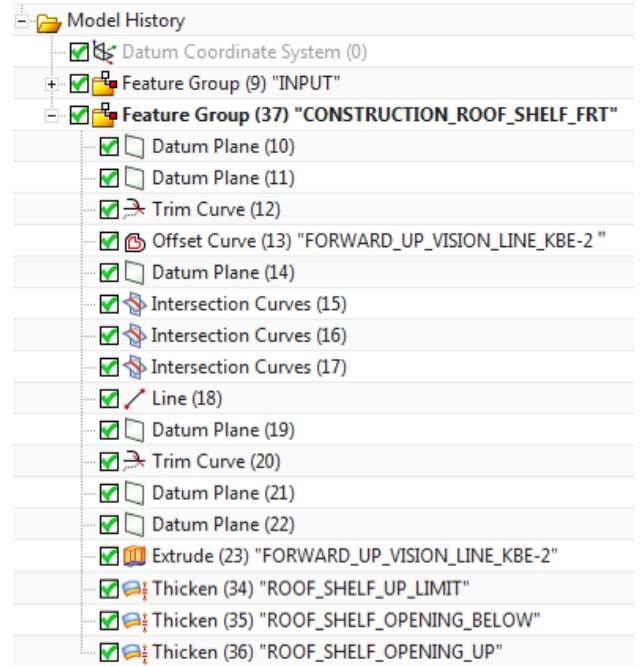 Model History
Datum Coordinate System (0)
Feature Group (9) "INPUT"
Feature Group (37) "CONSTRUCTION_ROOF_SHELF_FRT"
Datum Plane (10)
Datum Plane (11)
Trim Curve (12)
Offset Curve (13) "FORWARD_UP_VISION_LINE_KBE-2 "
Datum Plane (14)
Intersection Curves (15)
Intersection Curves (16)
Intersection Curves (17)
Line (18)
Datum Plane (19)
Trim Curve (20)
Datum Plane (21)
Datum Plane (22)
Extrude (23) "FORWARD_UP_VISION_LINE_KBE-2"
Thicken (34) "ROOF_SHELF_UP_LIMIT"
Thicken (35) "ROOF_SHELF_OPENING_BELOW"
Thicken (36) "ROOF_SHELF_OPENING_UP"